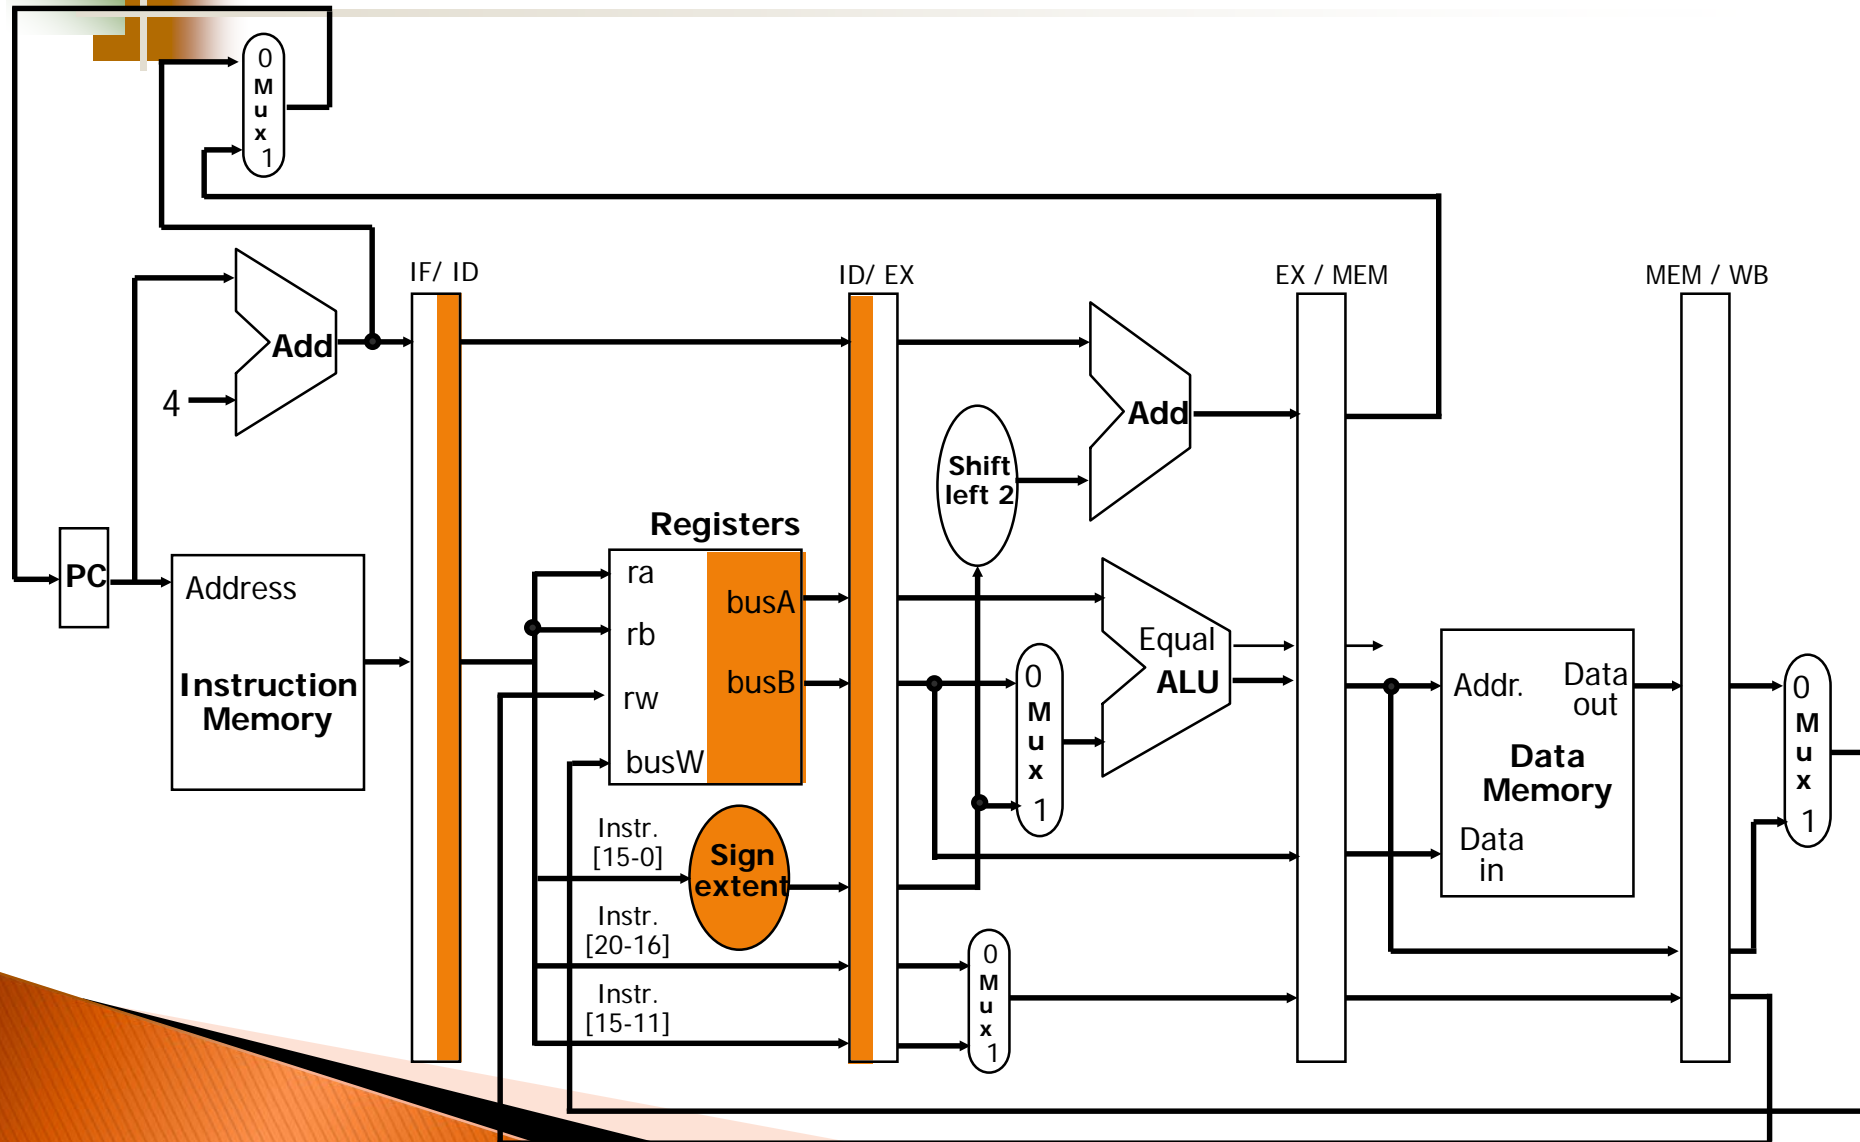 0
M
u
x
1
IF/ ID
ID/ EX
EX / MEM
MEM / WB
Add
4
Add
Shift
left 2
Registers
PC
Address
Instruction
Memory
ra
rb
rw
busW
busA
busB
0
M
u
x
1
Equal
ALU
Addr.
Data
out
Data
Memory
Data
in
0
M
u
x
1
Instr.
[15-0]
Sign
extent
Instr.
[20-16]
Instr.
[15-11]
0
M
u
x
1